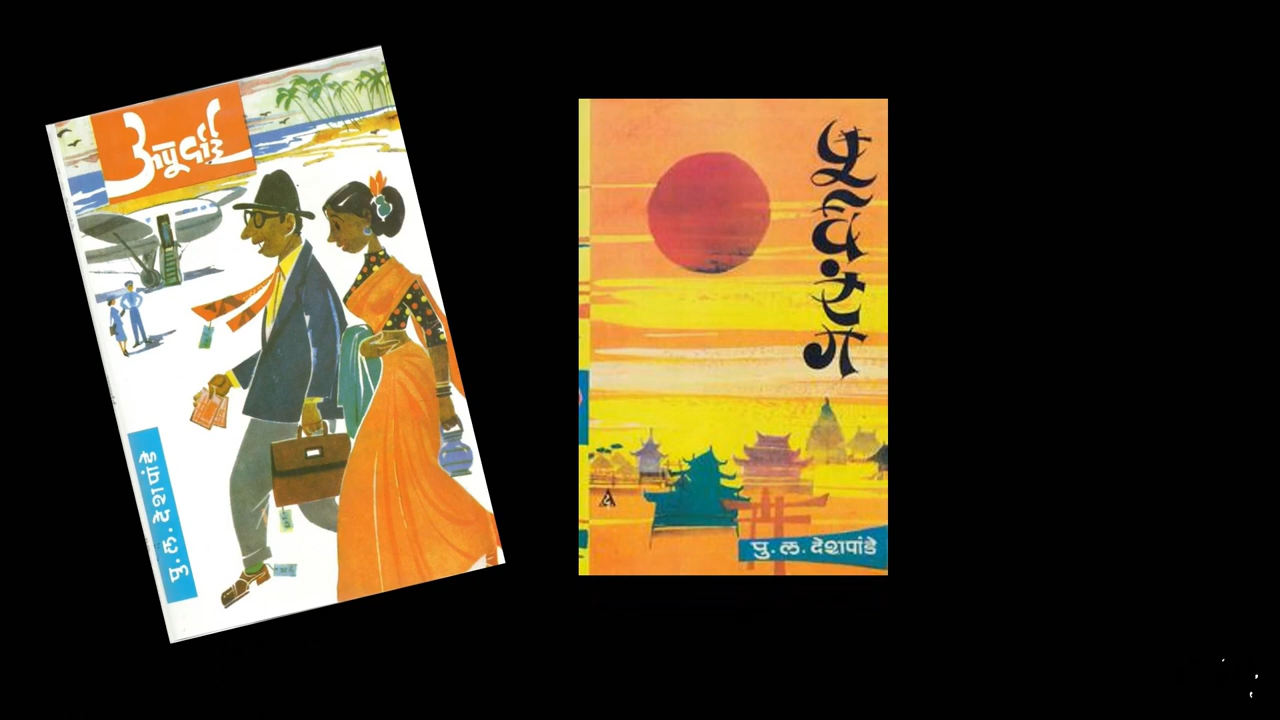 अपूर्वाई
पु. ल. देशपांडे
पूर्वरंग
पु. ल. देशपांडे